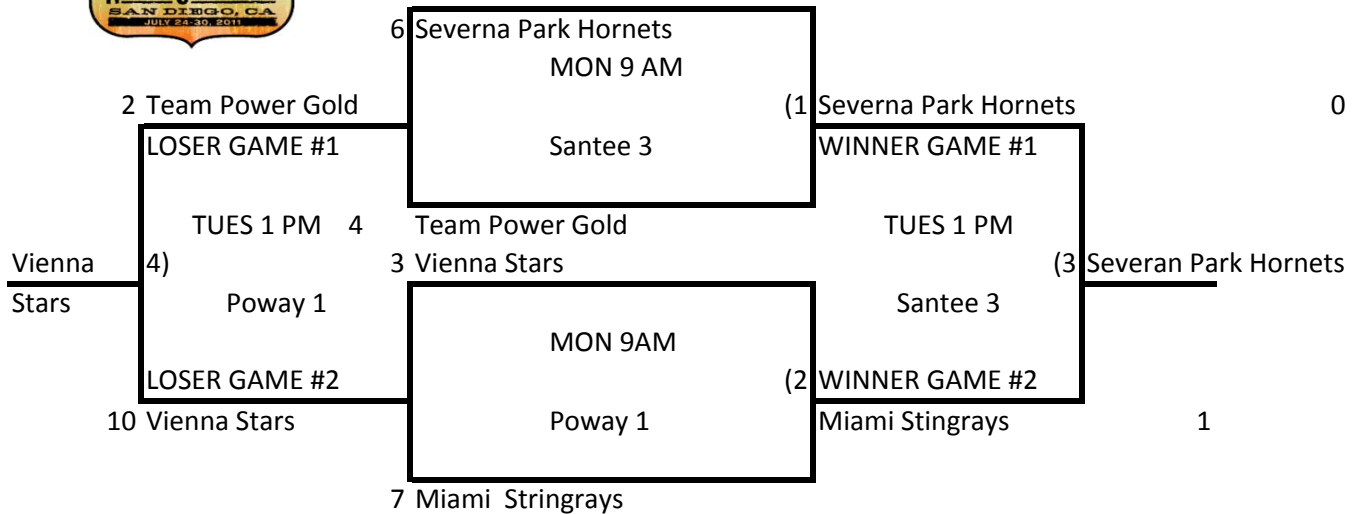 SAN DIEGO, CA
JULY 24-30, 2011
6 Severna Park Hornets
MON 9 AM
2 Team Power Gold
(1 Severna Park Hornets 0
LOSER GAME #1
Santee 3
WINNER GAME #1
TUES 1 PM
4 Team Power Gold
TUES 1 PM
Vienna
4)
3 Vienna Stars
(3 Severan Park Hornets
Stars
Poway 1
Santee 3
MON 9AM
LOSER GAME #2
(2 WINNER GAME #2
10 Vienna Stars
Poway 1
Miami Stingrays 1
7 Miami Stringrays